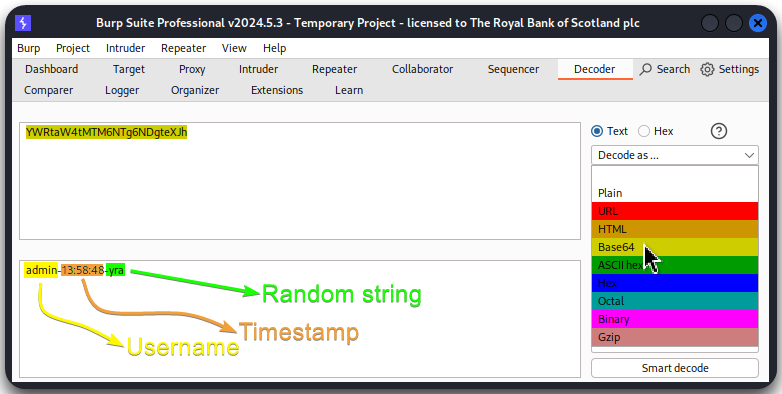 Burp Suite Professional v2024.5.3 - Temporary Project - licensed to The Royal Bank of Scotland plc
Burp Project Intruder Repeater View Help
Dashboard Target Proxy Intruder Repeater Collaborator Sequencer Decoder Search Settings
Comparer Logger Organizer Extensions Learn
YWRtaW4tMTM6NTg6NDgteXJh
Text Hex ?
Decode as ...
Plain
URL
HTML
Base64
ASCII hex
Hex
Octal
Binary
Gzip
Smart decode
admin-13:58:48-yra
Random string
Timestamp
Username